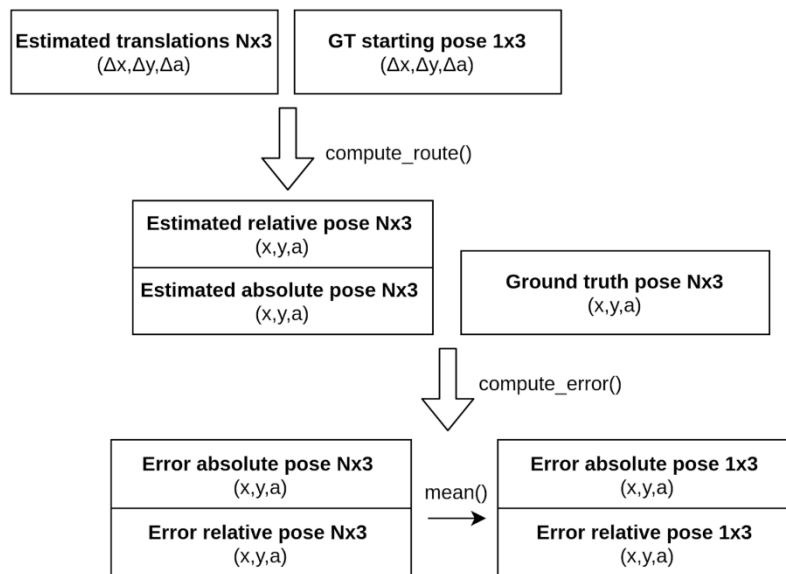 Estimated translations Nx3
(Δx,Δy,Δa)
GT starting pose 1x3
(Δx,Δy,Δa)
compute_route()
Estimated relative pose Nx3
(x,y,a)
Estimated absolute pose Nx3
(x,y,a)
Ground truth pose Nx3
(x,y,a)
compute_error()
Error absolute pose Nx3
(x,y,a)
Error relative pose Nx3
(x,y,a)
mean()
Error absolute pose 1x3
(x,y,a)
Error relative pose 1x3
(x,y,a)